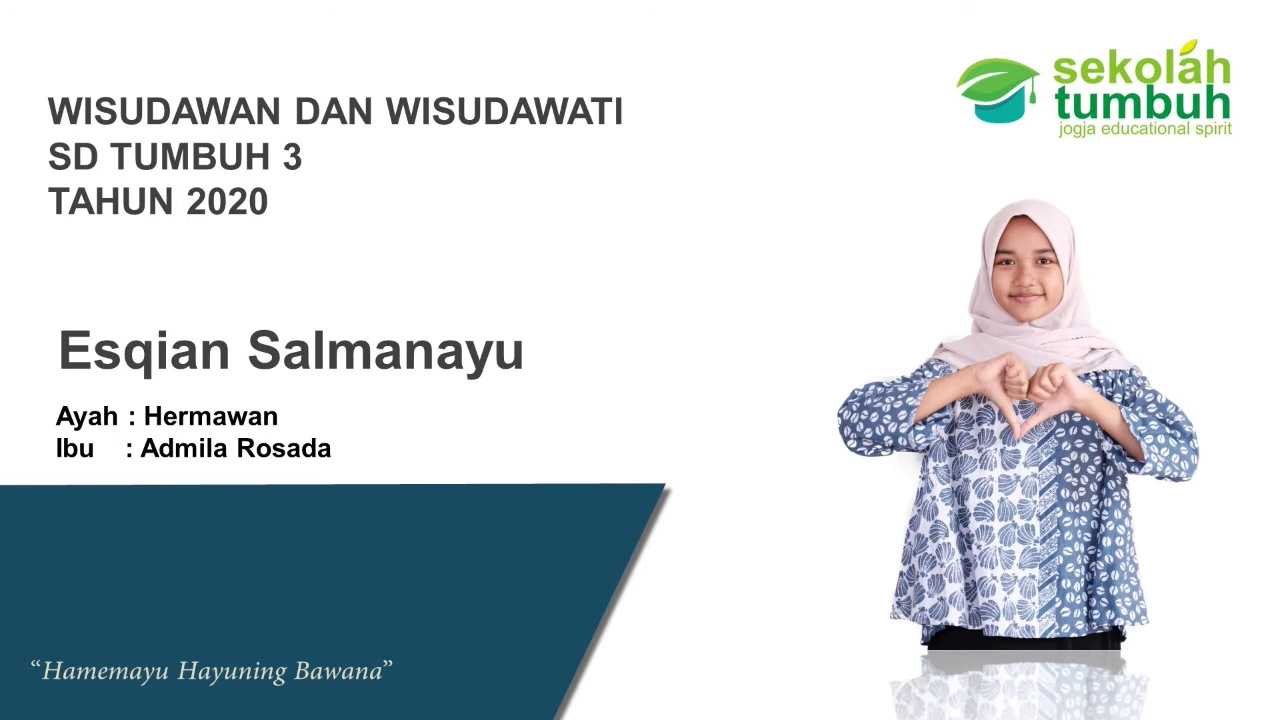 WISUDAWAN DAN WISUDAWATI
SD TUMBUH 3
TAHUN 2020
sekolah
tumbuh
jogja educational spirit
Esqian Salmanayu
Ayah : Hermawan
Ibu : Admila Rosada
“Hamemayu Hayuning Bawana”